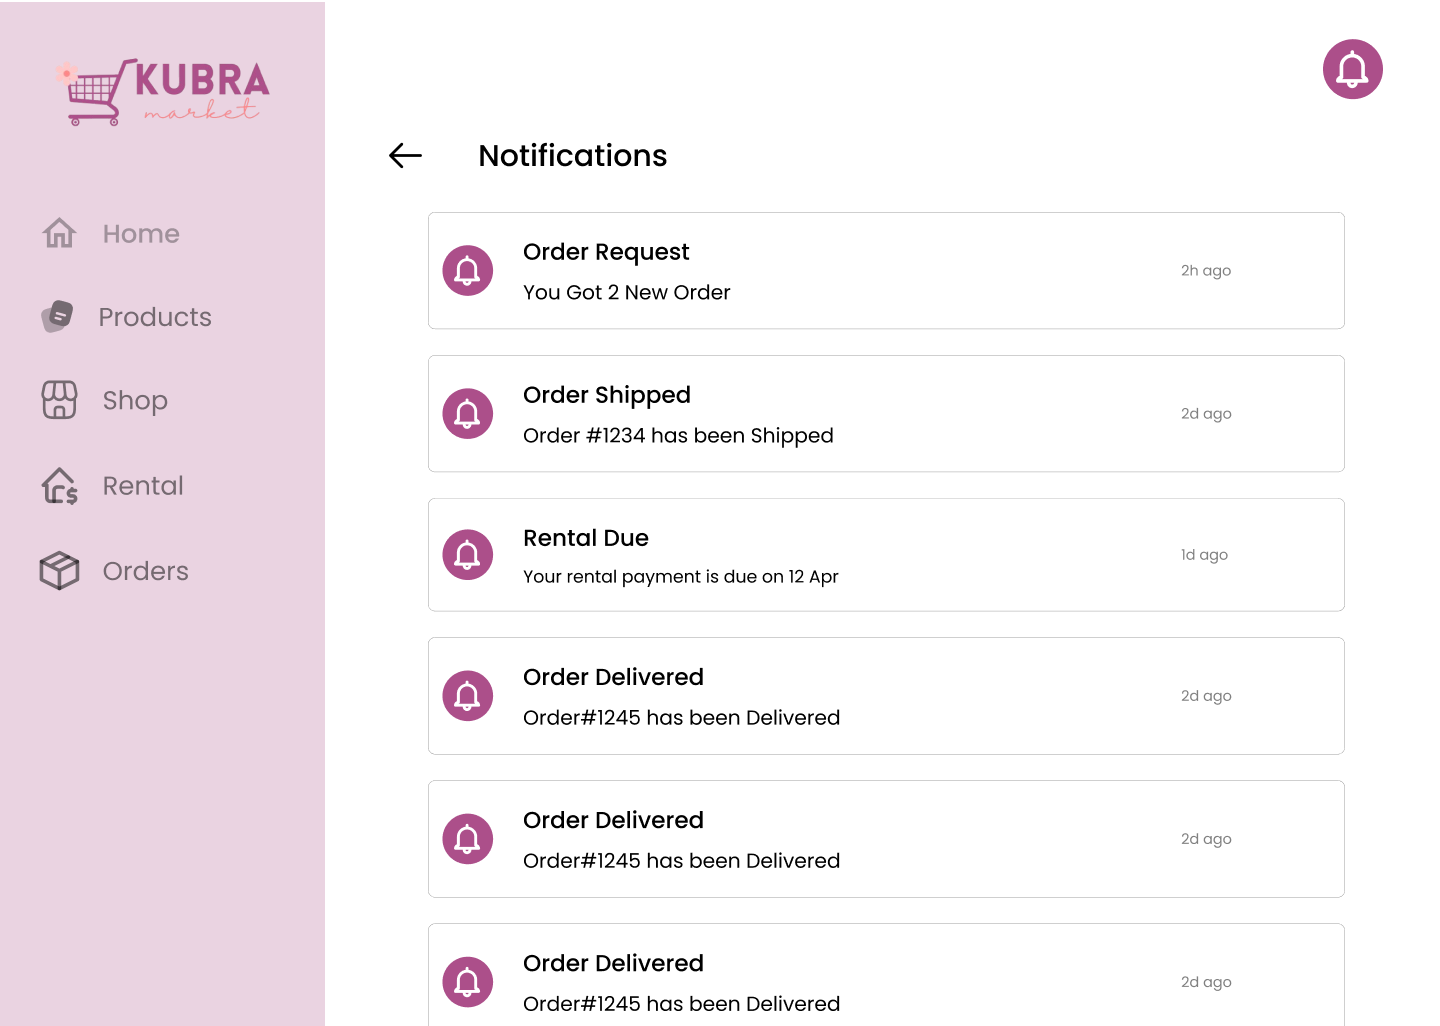 KUBRA
market
Home
Products
Shop
Rental
Orders
Notifications
Order Request
You Got 2 New Order
2h ago
Order Shipped
Order #1234 has been Shipped
2d ago
Rental Due
Your rental payment is due on 12 Apr
1d ago
Order Delivered
Order#1245 has been Delivered
2d ago
Order Delivered
Order#1245 has been Delivered
2d ago
Order Delivered
Order#1245 has been Delivered
2d ago